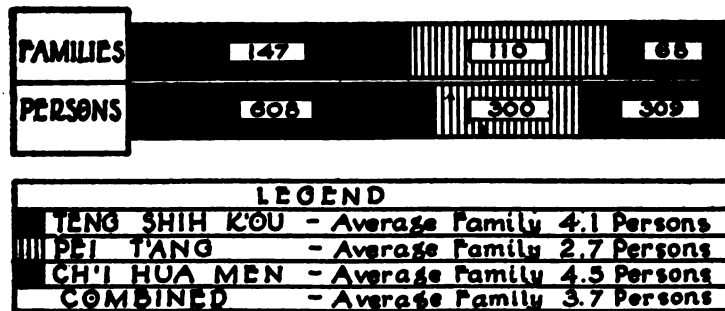 FAMILIES 147 110 68
PERSONS 608 300 309
LEGEND
TENG SHIH K'OU - Average Family 4.1 Persons
PEI T'ANG - Average Family 2.7 Persons
CH'I HUA MEN - Average Family 4.5 Persons
COMBINED - Average Family 3.7 Persons